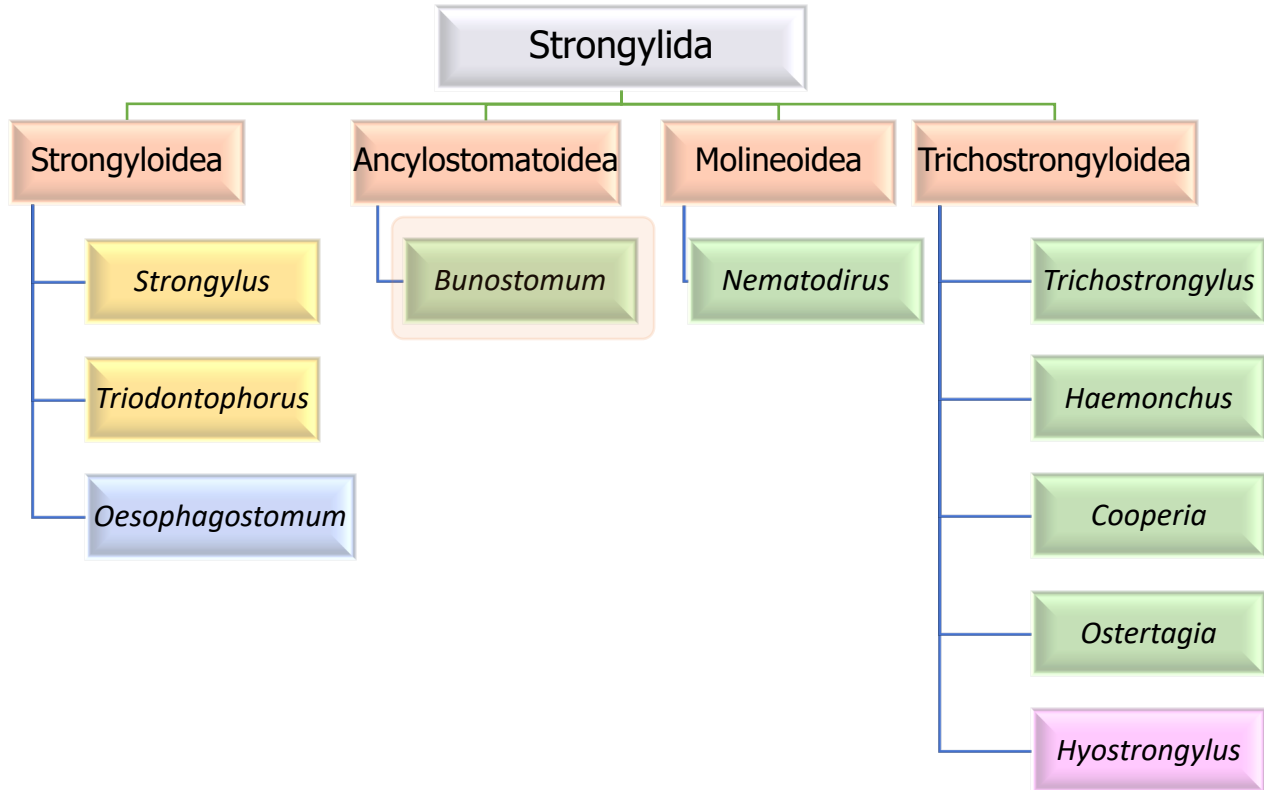 Strongylida
Strongyloidea
Ancylostomatoidea
Molineoidea
Trichostrongyloidea
Strongylus
Bunostomum
Nematodirus
Trichostrongylus
Triodontophorus
Haemonchus
Oesophagostomum
Cooperia
Ostertagia
Hyostrongylus